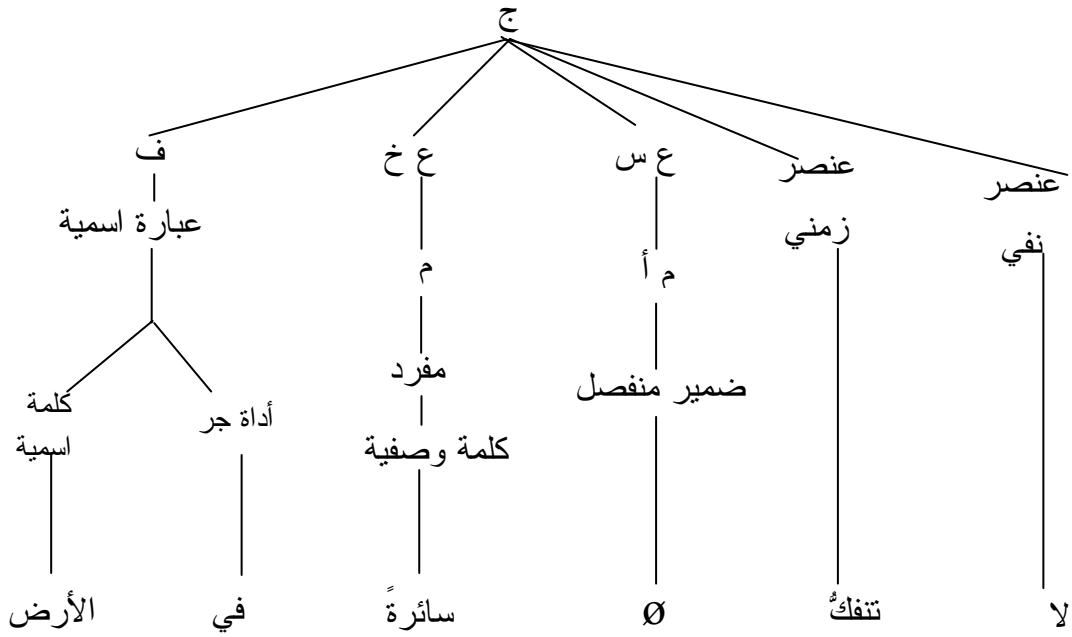 ج
عنصر نفي
عنصر زمني
ع س
ع خ
ف
م أ
م
عبارة اسمية
ضمير منفصل
مفرد
كلمة وصفية
أداة جر
كلمة اسمية
لا تنفكُّ Ø سائرةً في الأرض